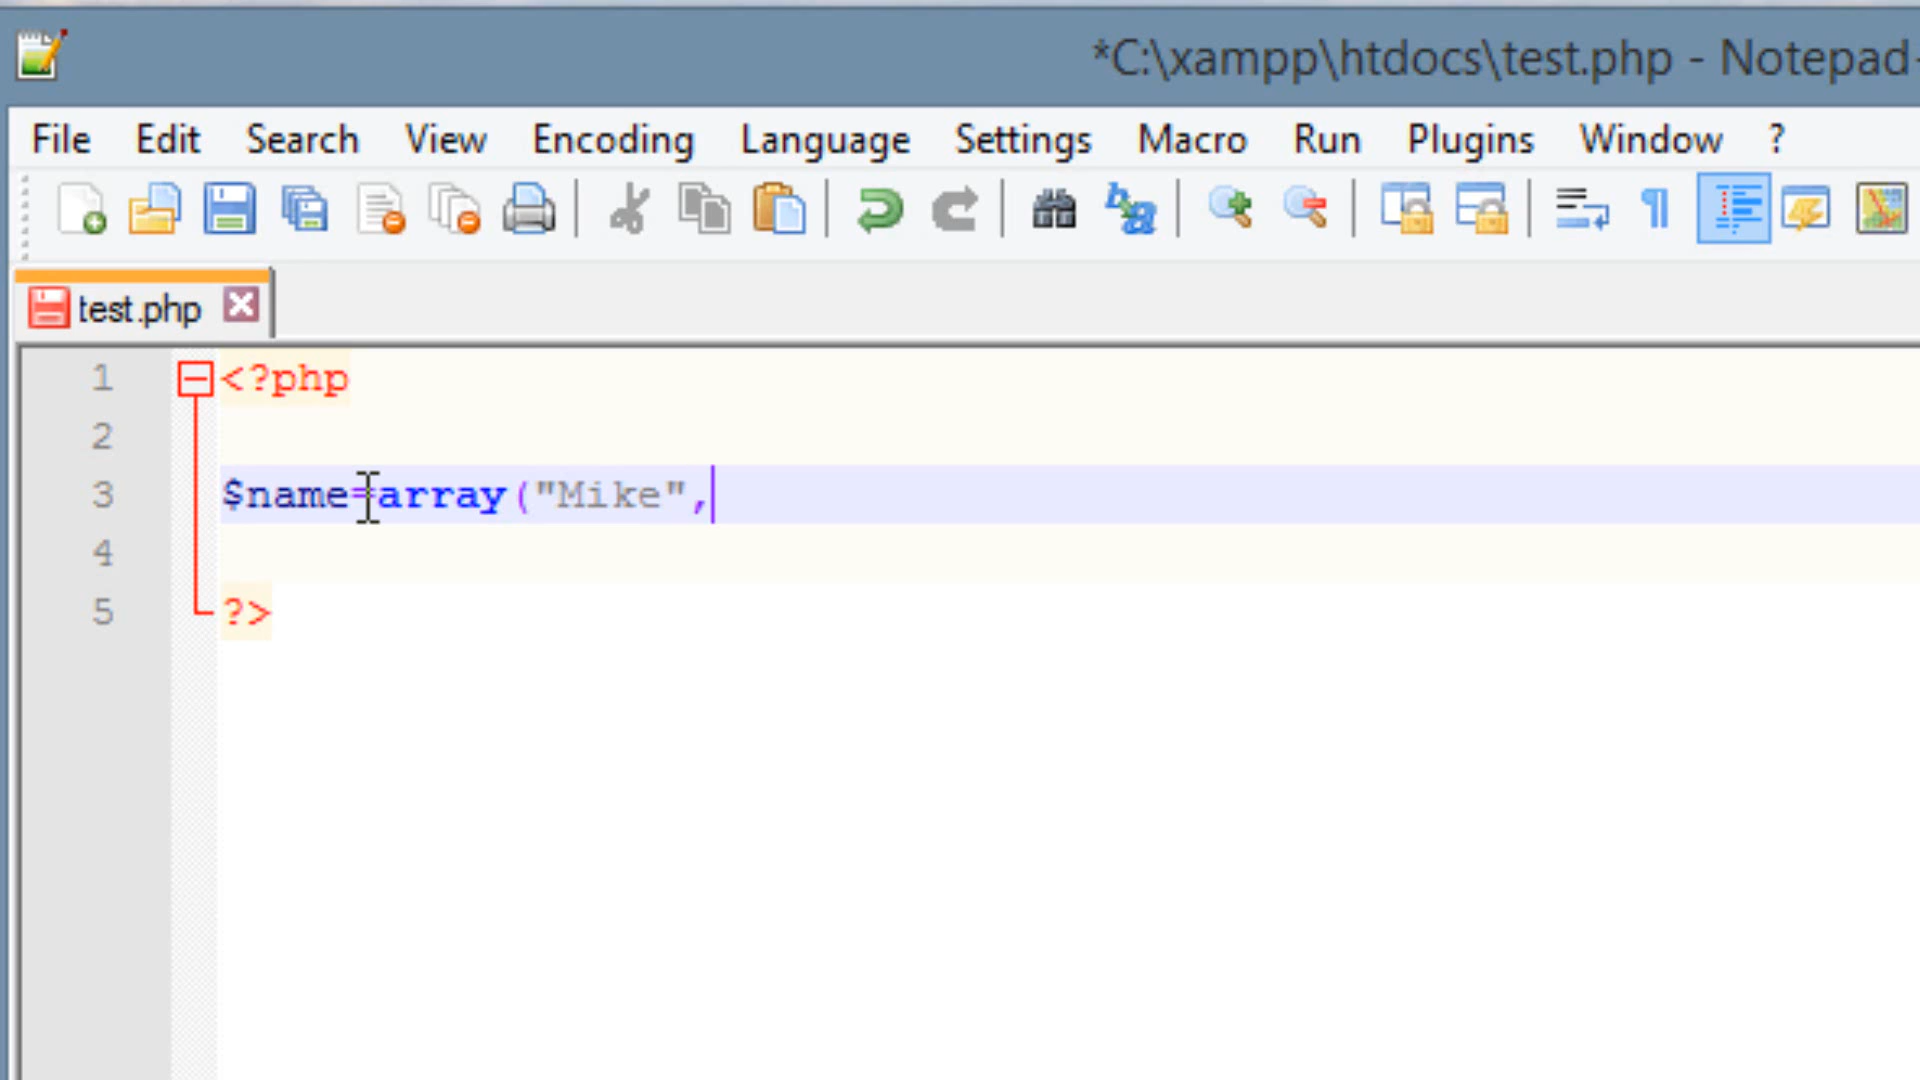 *C:\xampp\htdocs\test.php - Notepad
File Edit Search View Encoding Language Settings Macro Run Plugins Window ?
test.php
1 <?php
2
3 $name=array("Mike",
4
5 ?>